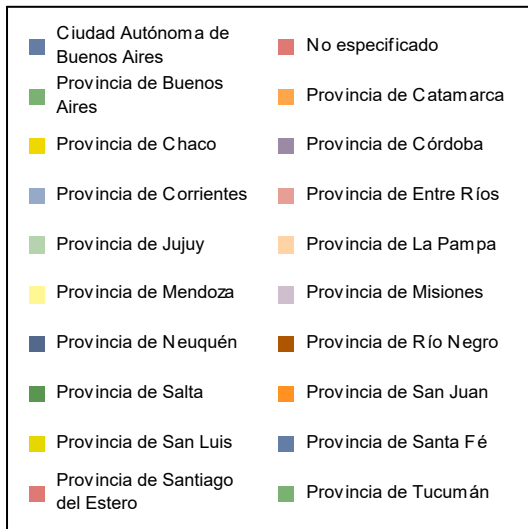 Ciudad Autónoma de
Buenos Aires
No especificado
Provincia de Buenos
Aires
Provincia de Catamarca
Provincia de Chaco
Provincia de Córdoba
Provincia de Corrientes
Provincia de Entre Ríos
Provincia de Jujuy
Provincia de La Pampa
Provincia de Mendoza
Provincia de Misiones
Provincia de Neuquén
Provincia de Río Negro
Provincia de Salta
Provincia de San Juan
Provincia de San Luis
Provincia de Santa Fé
Provincia de Santiago
del Estero
Provincia de Tucumán